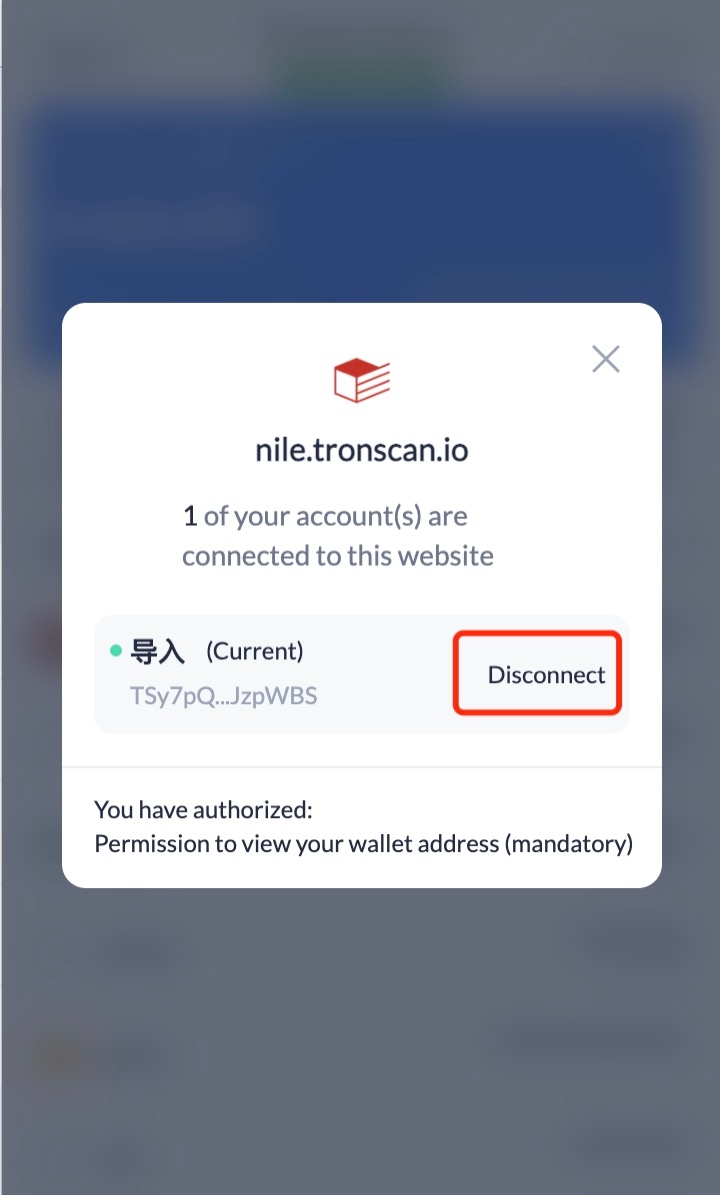 nile.tronscan.io
1 of your account(s) are
connected to this website
导入 (Current)
TSy7pQ...JzpWBS
Disconnect
You have authorized:
Permission to view your wallet address (mandatory)